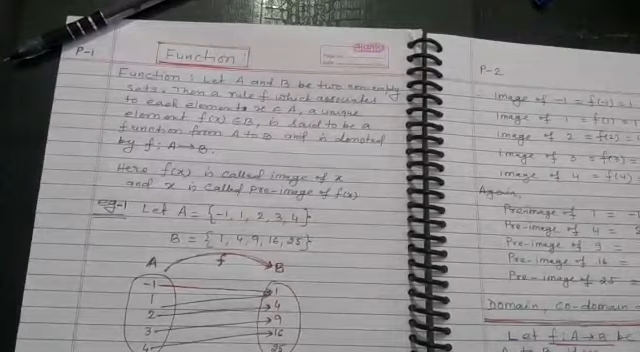 P-1
Function
Function : Let A and B be two non-empty
sets. Then a rule f which associates
to each element x ∈ A, a unique
element f(x) ∈ B, is said to be a
function from A to B and is denoted
by f: A→B.
Here f(x) is called image of x
and x is called pre-image of f(x)
eg-1 Let A = {-1, 1, 2, 3, 4}
B = {1, 4, 9, 16, 25}
A f B
-1 1
1 4
2 9
3 16
4 25
P-2
Image of -1 = f(-1) = 1
Image of 1 = f(1) = 1
Image of 2 = f(2) =
Image of 3 = f(3) =
Image of 4 = f(4) =
Again,
Pre-image of 1 = -1
Pre-image of 4 = 2
Pre-image of 9 =
Pre-image of 16 =
Pre-image of 25 =
Domain, Co-domain
Let f: A→B be